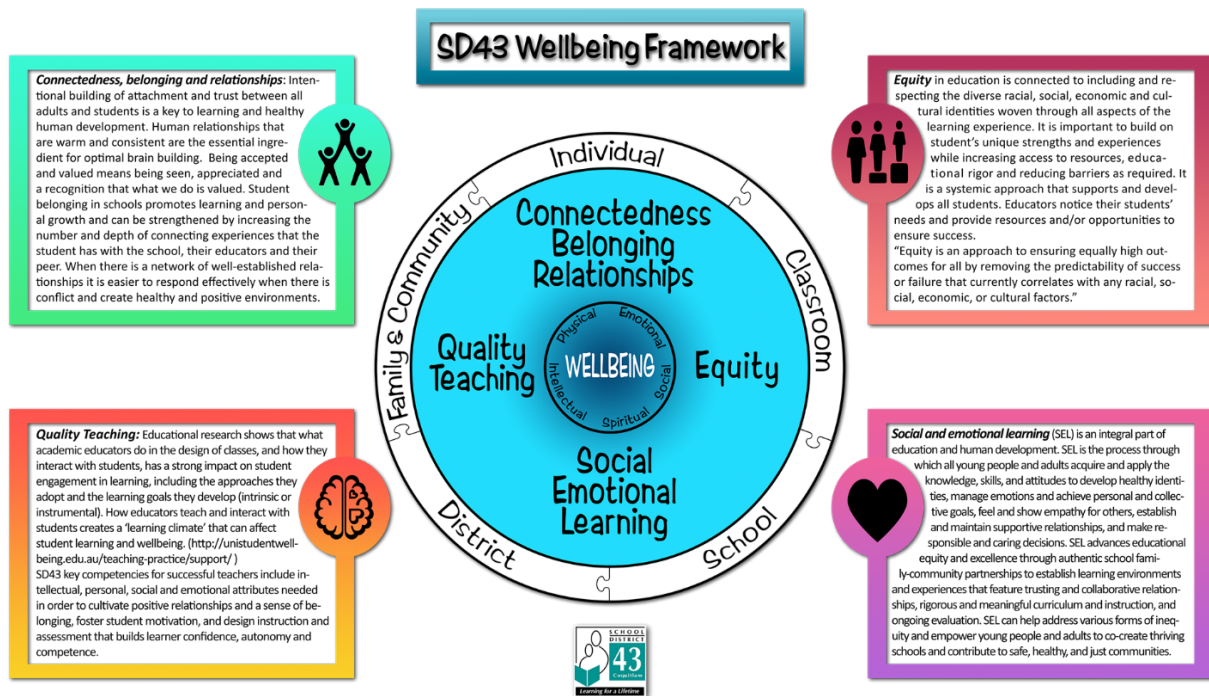 SD43 Wellbeing Framework
Connectedness, belonging and relationships: Inten-
tional building of attachment and trust between all
adults and students is a key to learning and healthy
human development. Human relationships that
are warm and consistent are the essential ingre-
dient for optimal brain building.  Being accepted
and valued means being seen, appreciated and
a recognition that what we do is valued. Student
belonging in schools promotes learning and person-
al growth and can be strengthened by increasing the
number and depth of connecting experiences that the
student has with the school, their educators and their
peer. When there is a network of well-established rela-
tionships it is easier to respond effectively when there is
conflict and create healthy and positive environments.
Equity in education is connected to including and re-
specting the diverse racial, social, economic and cul-
tural identities woven through all aspects of the
learning experience. It is important to build on
student's unique strengths and experiences
while increasing access to resources, educa-
tional rigor and reducing barriers as required. It
is a systemic approach that supports and devel-
ops all students. Educators notice their students'
needs and provide resources and/or opportunities to
ensure success.
“Equity is an approach to ensuring equally high out-
comes for all by removing the predictability of success
or failure that currently correlates with any racial, so-
cial, economic, or cultural factors.”
Individual
Classroom
School
District
Family & Community
Connectedness
Belonging
Relationships
Quality
Teaching
Equity
Social
Emotional
Learning
WELLBEING
Physical
Emotional
Social
Spiritual
Intellectual
Quality Teaching: Educational research shows that what
academic educators do in the design of classes, and how they
interact with students, has a strong impact on student
engagement in learning, including the approaches they
adopt and the learning goals they develop (intrinsic or
instrumental). How educators teach and interact with
students creates a ‘learning climate’ that can affect
student learning and wellbeing. (http://unistudentwell-
being.edu.au/teaching-practice/support/ )
SD43 key competencies for successful teachers include in-
tellectual, personal, social and emotional attributes needed
in order to cultivate positive relationships and a sense of be-
longing, foster student motivation, and design instruction and
assessment that builds learner confidence, autonomy and
competence.
Social and emotional learning (SEL) is an integral part of
education and human development. SEL is the process through
which all young people and adults acquire and apply the
knowledge, skills, and attitudes to develop healthy identi-
ties, manage emotions and achieve personal and collec-
tive goals, feel and show empathy for others, establish
and maintain supportive relationships, and make re-
sponsible and caring decisions. SEL advances educational
equity and excellence through authentic school fami-
ly-community partnerships to establish learning environments
and experiences that feature trusting and collaborative relation-
ships, rigorous and meaningful curriculum and instruction, and
ongoing evaluation. SEL can help address various forms of ineq-
uity and empower young people and adults to co-create thriving
schools and contribute to safe, healthy, and just communities.
SCHOOL
DISTRICT
43
Coquitlam
Learning for a Lifetime